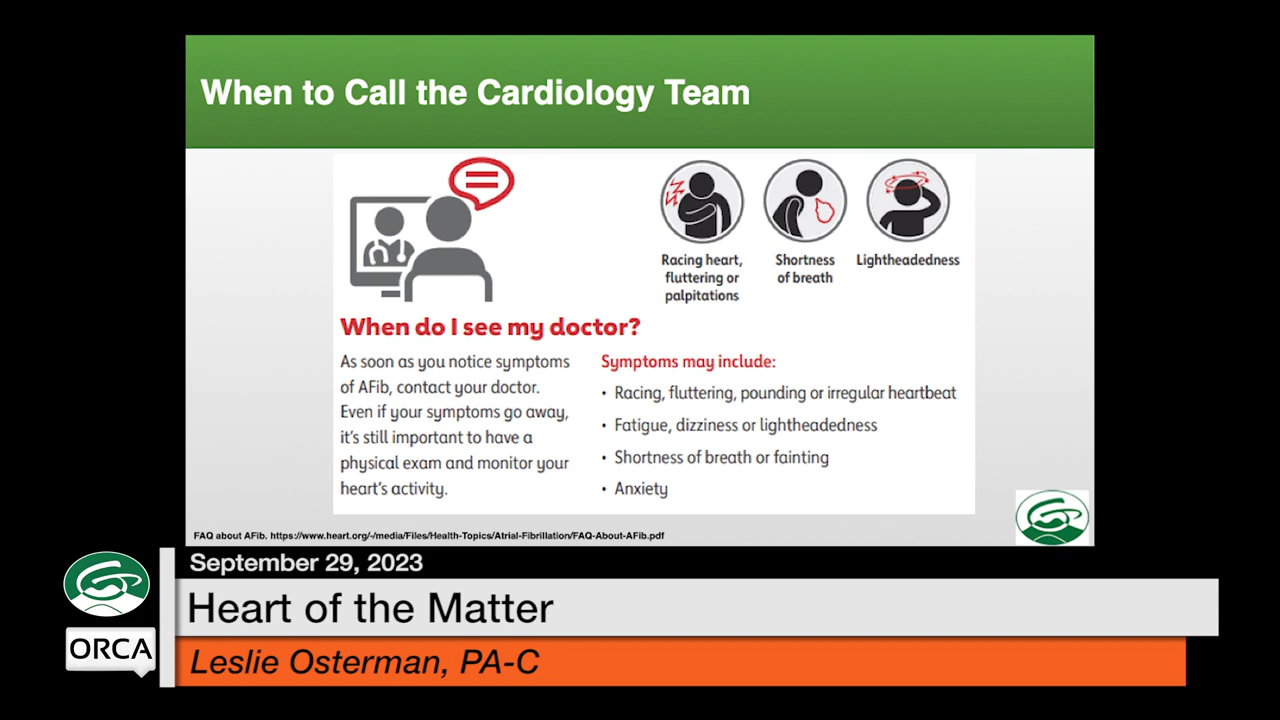 When to Call the Cardiology Team
Racing heart,
fluttering or
palpitations
Shortness
of breath
Lightheadedness
When do I see my doctor?
As soon as you notice symptoms
of AFib, contact your doctor.
Even if your symptoms go away,
it's still important to have a
physical exam and monitor your
heart's activity.
Symptoms may include:
• Racing, fluttering, pounding or irregular heartbeat
• Fatigue, dizziness or lightheadedness
• Shortness of breath or fainting
• Anxiety
FAQ about AFib. https://www.heart.org/-/media/Files/Health-Topics/Atrial-Fibrillation/FAQ-About-AFib.pdf
September 29, 2023
Heart of the Matter
ORCA
Leslie Osterman, PA-C